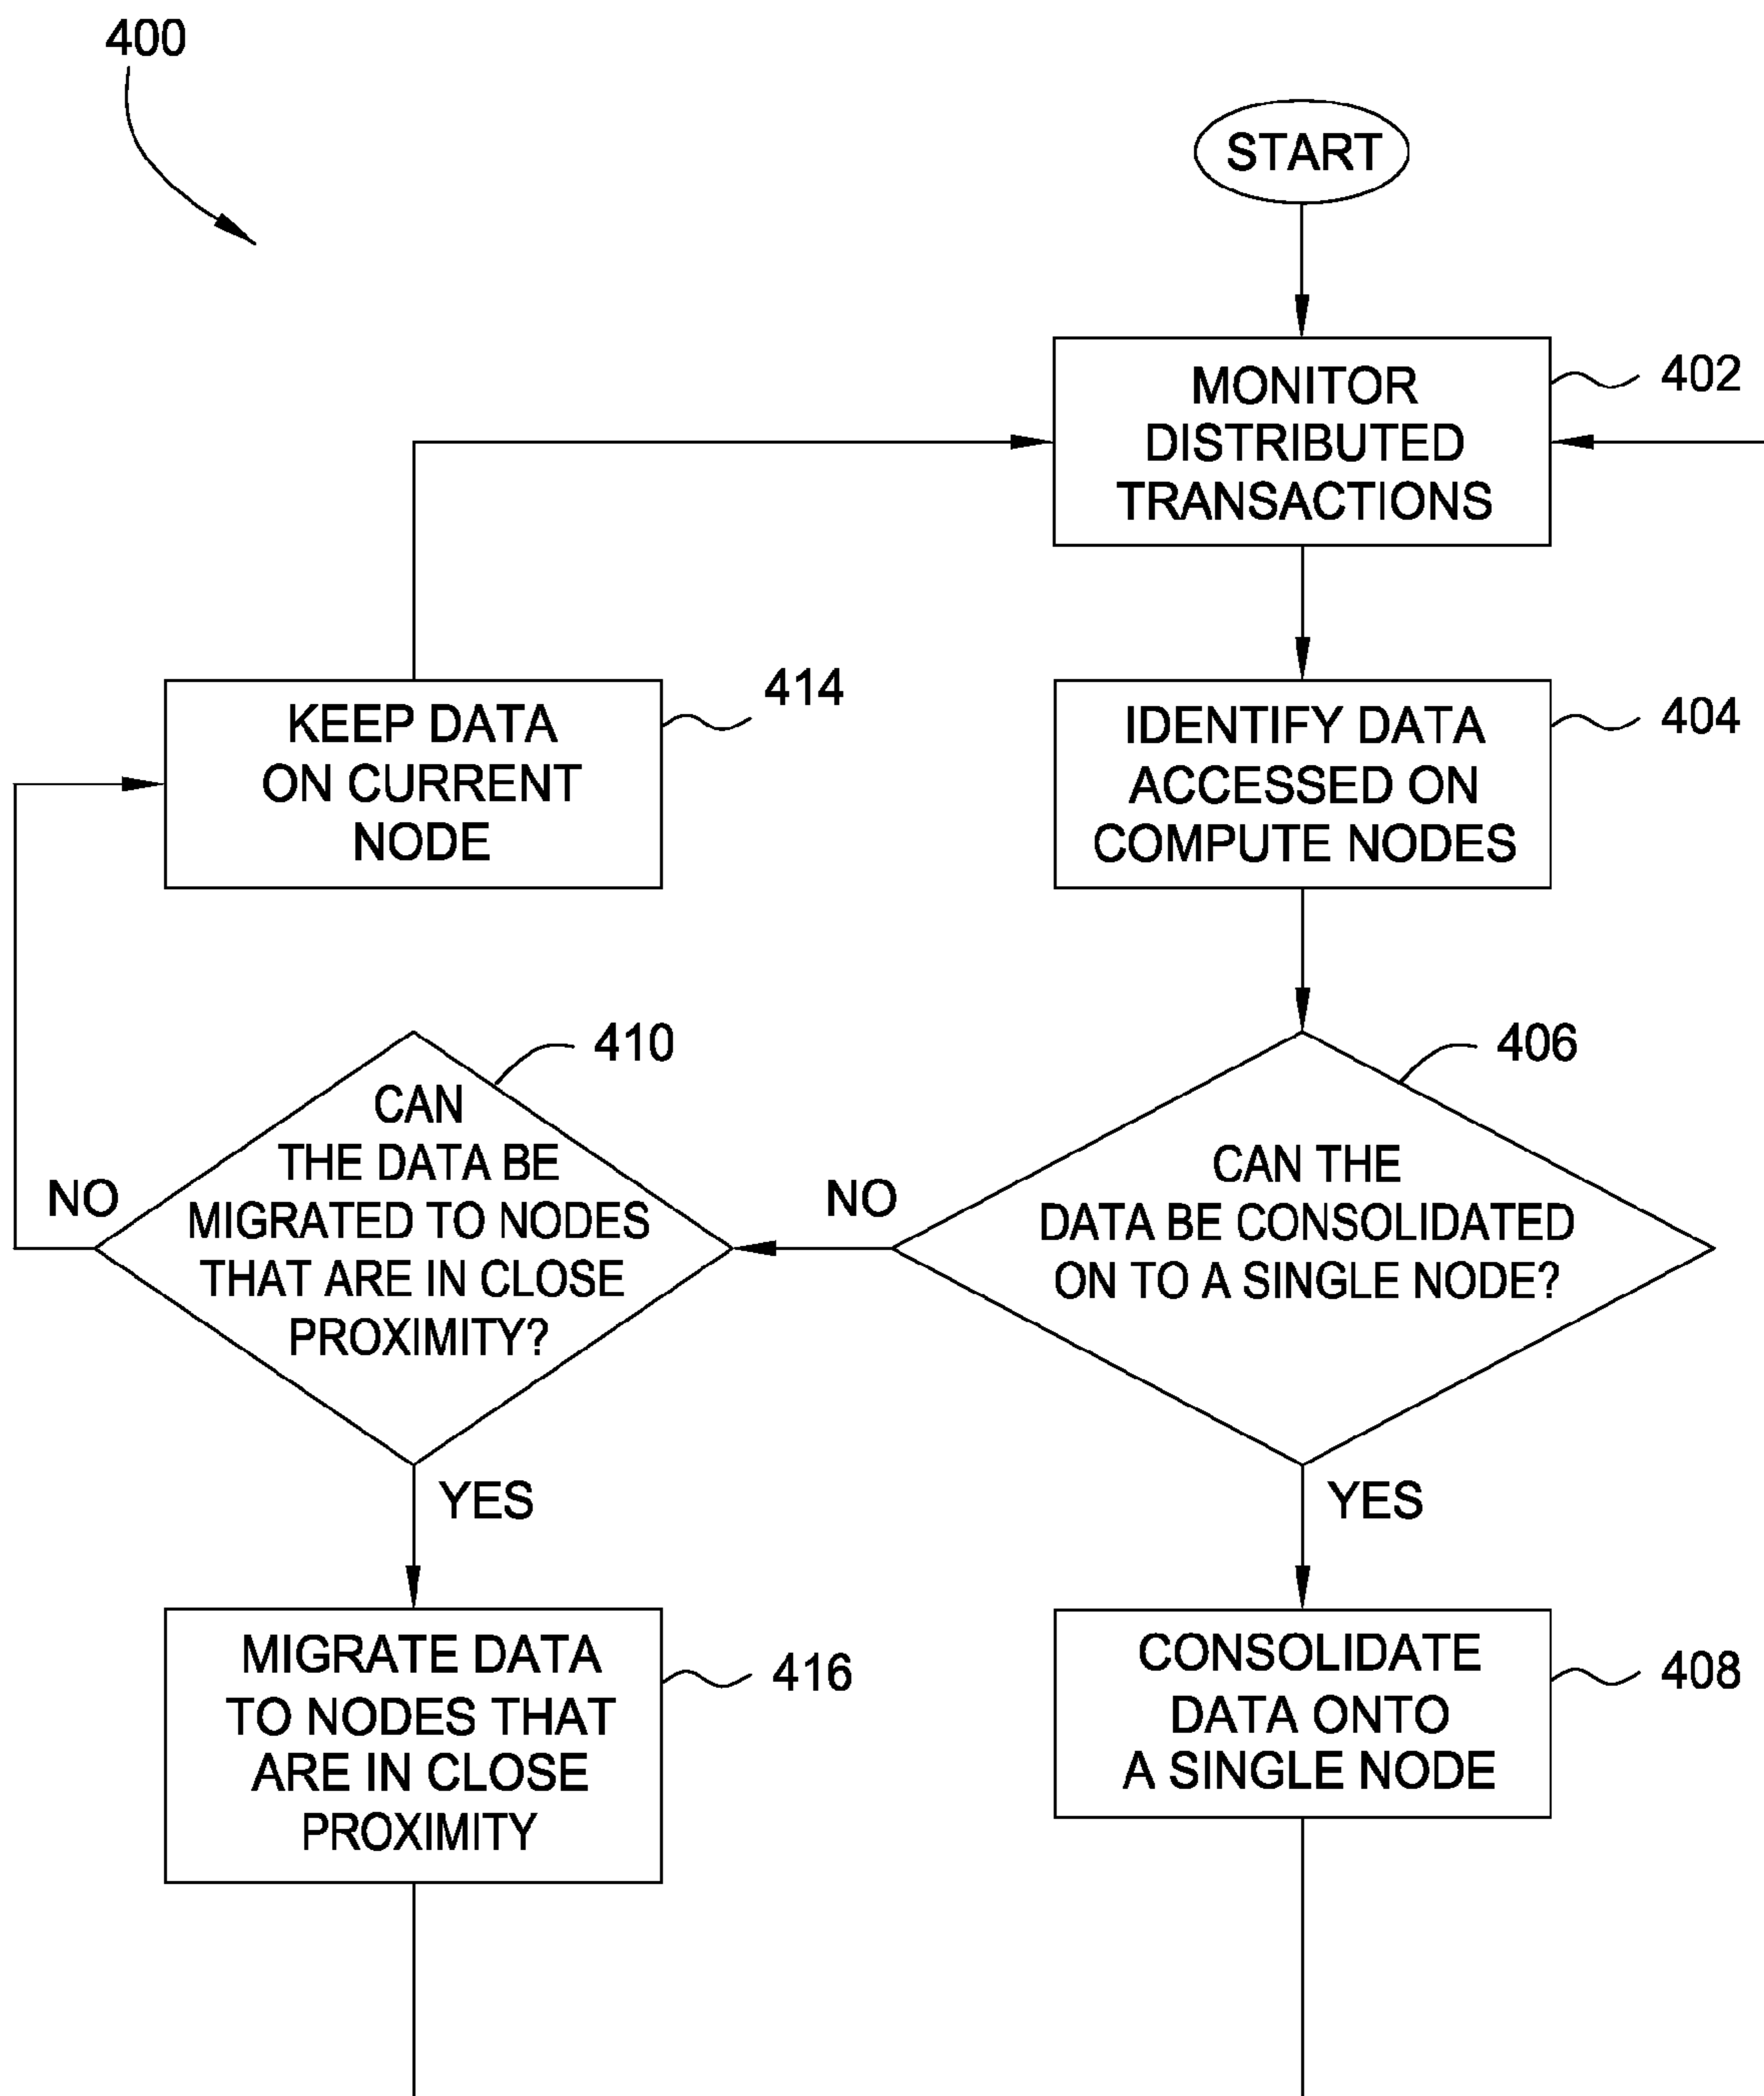 400
START
MONITOR
DISTRIBUTED
TRANSACTIONS
402
KEEP DATA
ON CURRENT
NODE
414
IDENTIFY DATA
ACCESSED ON
COMPUTE NODES
404
CAN
THE DATA BE
MIGRATED TO NODES
THAT ARE IN CLOSE
PROXIMITY?
410
NO
YES
CAN THE
DATA BE CONSOLIDATED
ON TO A SINGLE NODE?
406
NO
YES
MIGRATE DATA
TO NODES THAT
ARE IN CLOSE
PROXIMITY
416
CONSOLIDATE
DATA ONTO
A SINGLE NODE
408